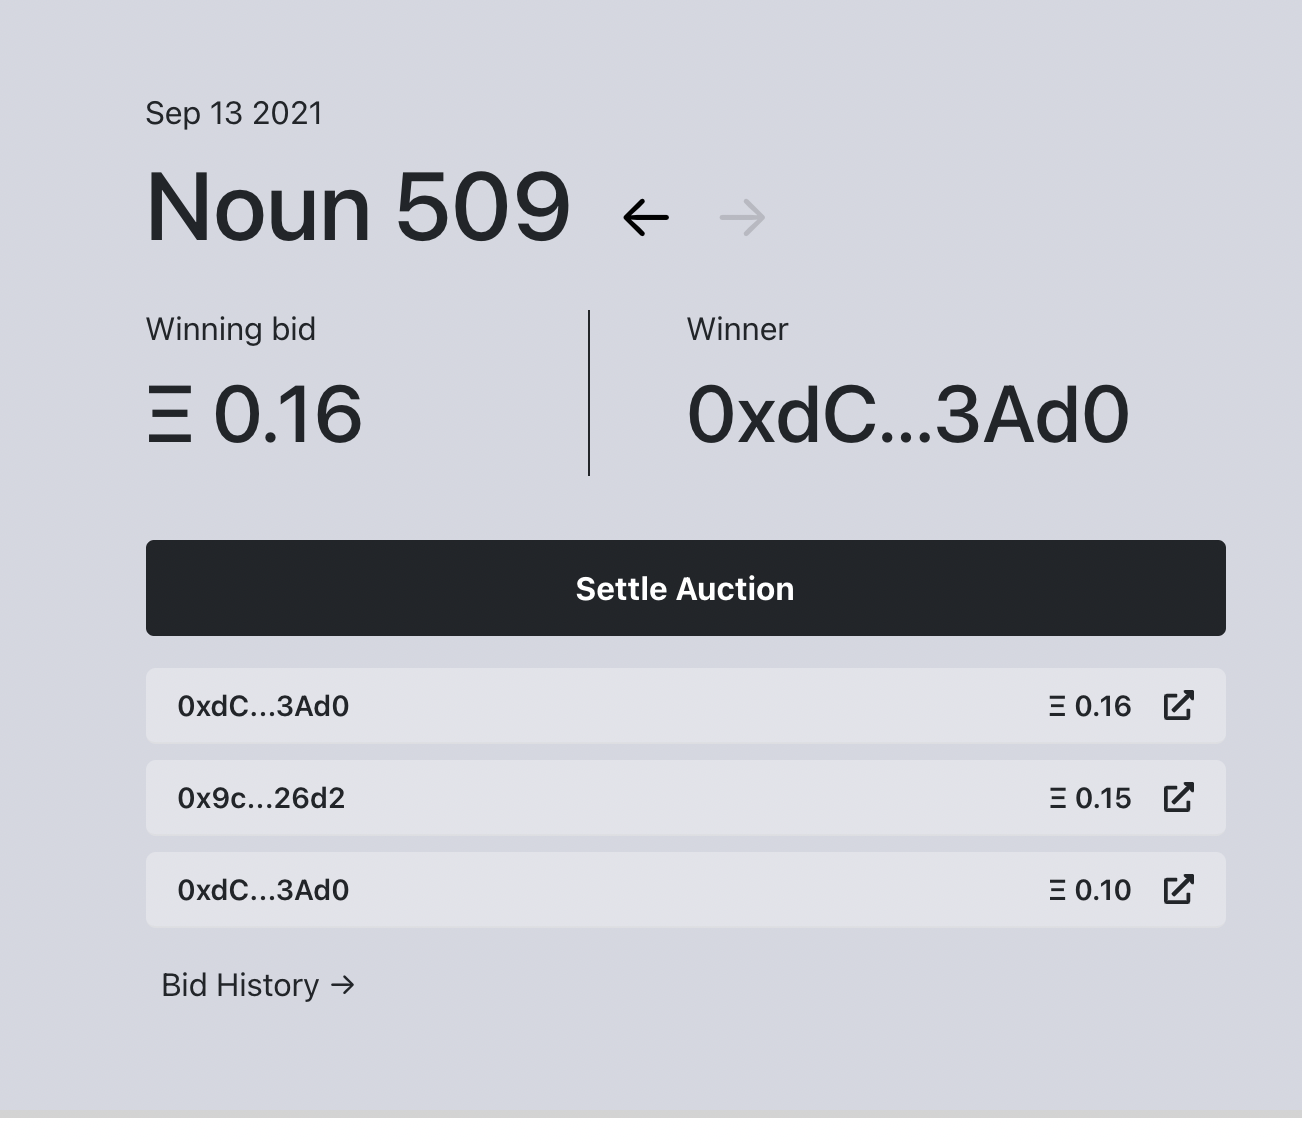 Sep 13 2021
Noun 509 ← →
Winning bid
Ξ 0.16
Winner
0xdC...3Ad0
Settle Auction
0xdC...3Ad0 Ξ 0.16
0x9c...26d2 Ξ 0.15
0xdC...3Ad0 Ξ 0.10
Bid History →